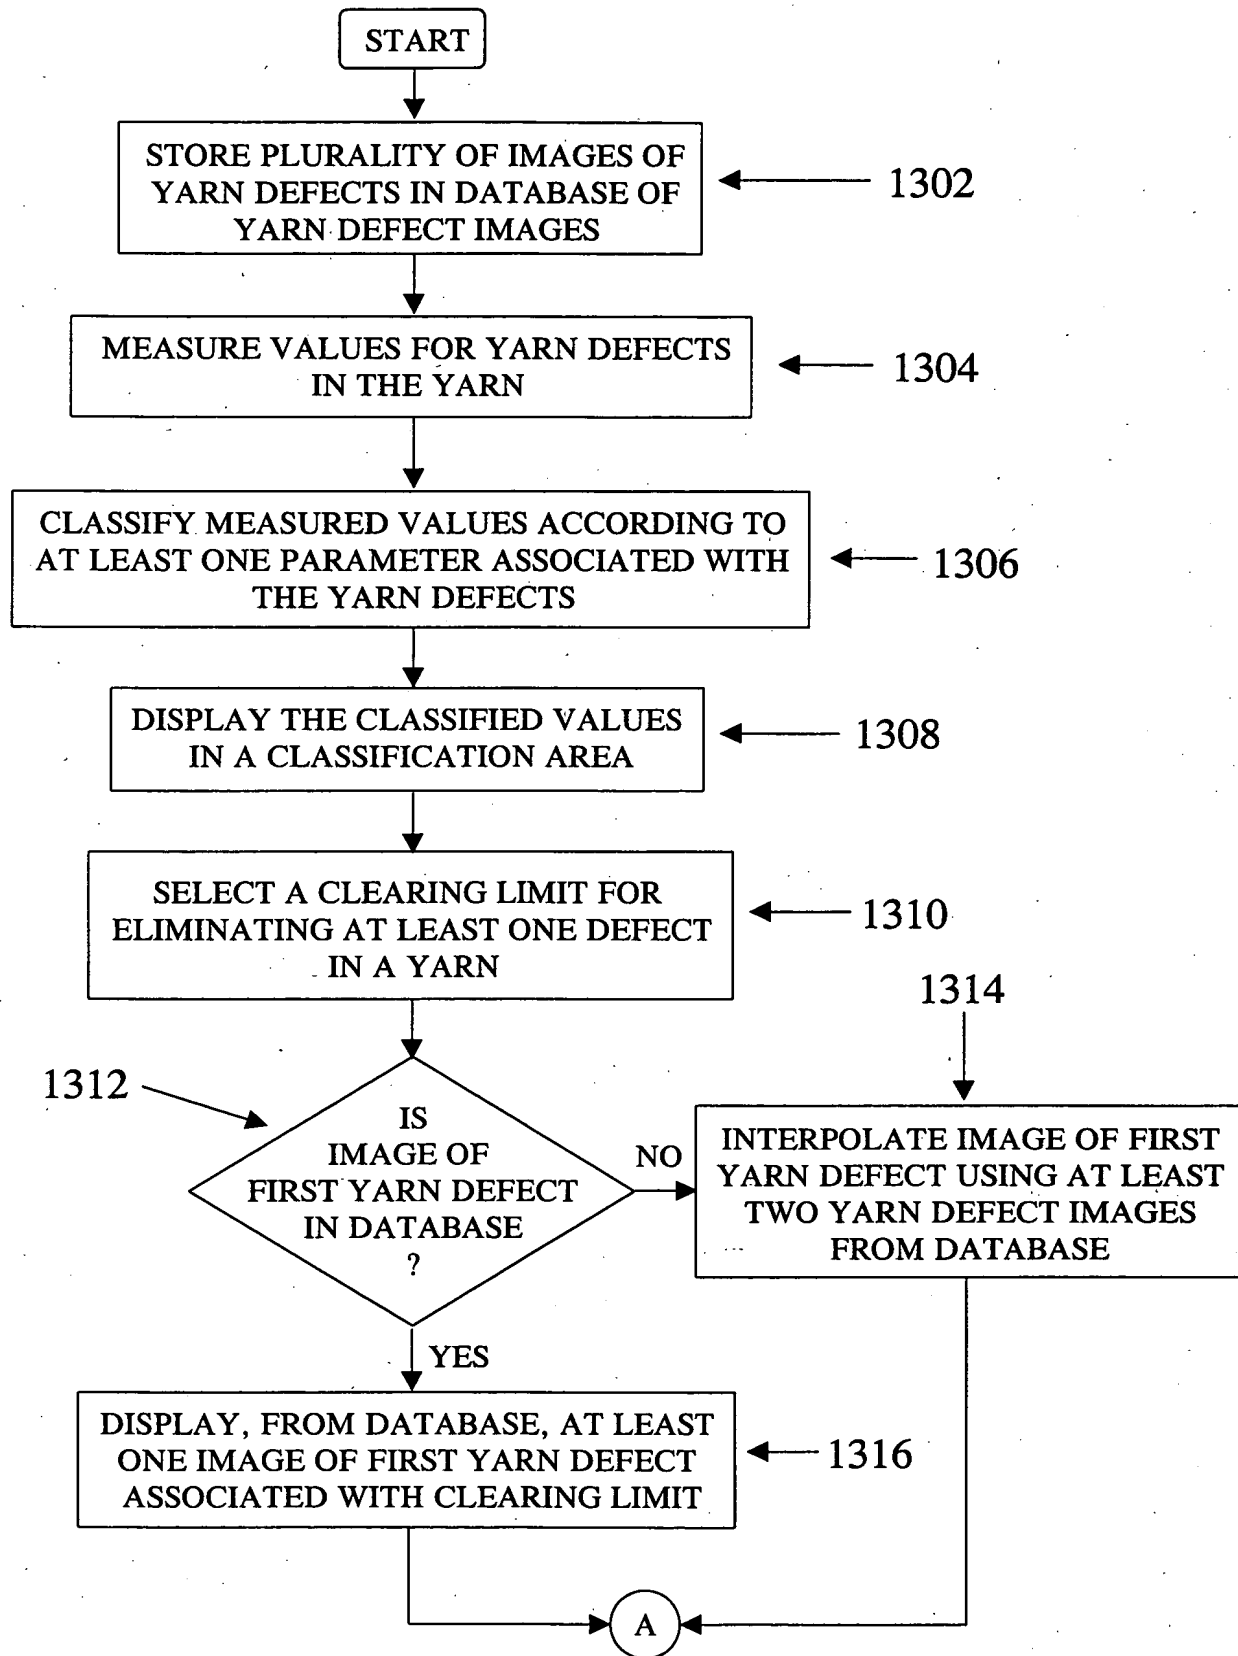 START
STORE PLURALITY OF IMAGES OF
YARN DEFECTS IN DATABASE OF
YARN DEFECT IMAGES
1302
MEASURE VALUES FOR YARN DEFECTS
IN THE YARN
1304
CLASSIFY MEASURED VALUES ACCORDING TO
AT LEAST ONE PARAMETER ASSOCIATED WITH
THE YARN DEFECTS
1306
DISPLAY THE CLASSIFIED VALUES
IN A CLASSIFICATION AREA
1308
SELECT A CLEARING LIMIT FOR
ELIMINATING AT LEAST ONE DEFECT
IN A YARN
1310
1312
IS
IMAGE OF
FIRST YARN DEFECT
IN DATABASE
?
NO
1314
INTERPOLATE IMAGE OF FIRST
YARN DEFECT USING AT LEAST
TWO YARN DEFECT IMAGES
FROM DATABASE
YES
DISPLAY, FROM DATABASE, AT LEAST
ONE IMAGE OF FIRST YARN DEFECT
ASSOCIATED WITH CLEARING LIMIT
1316
A